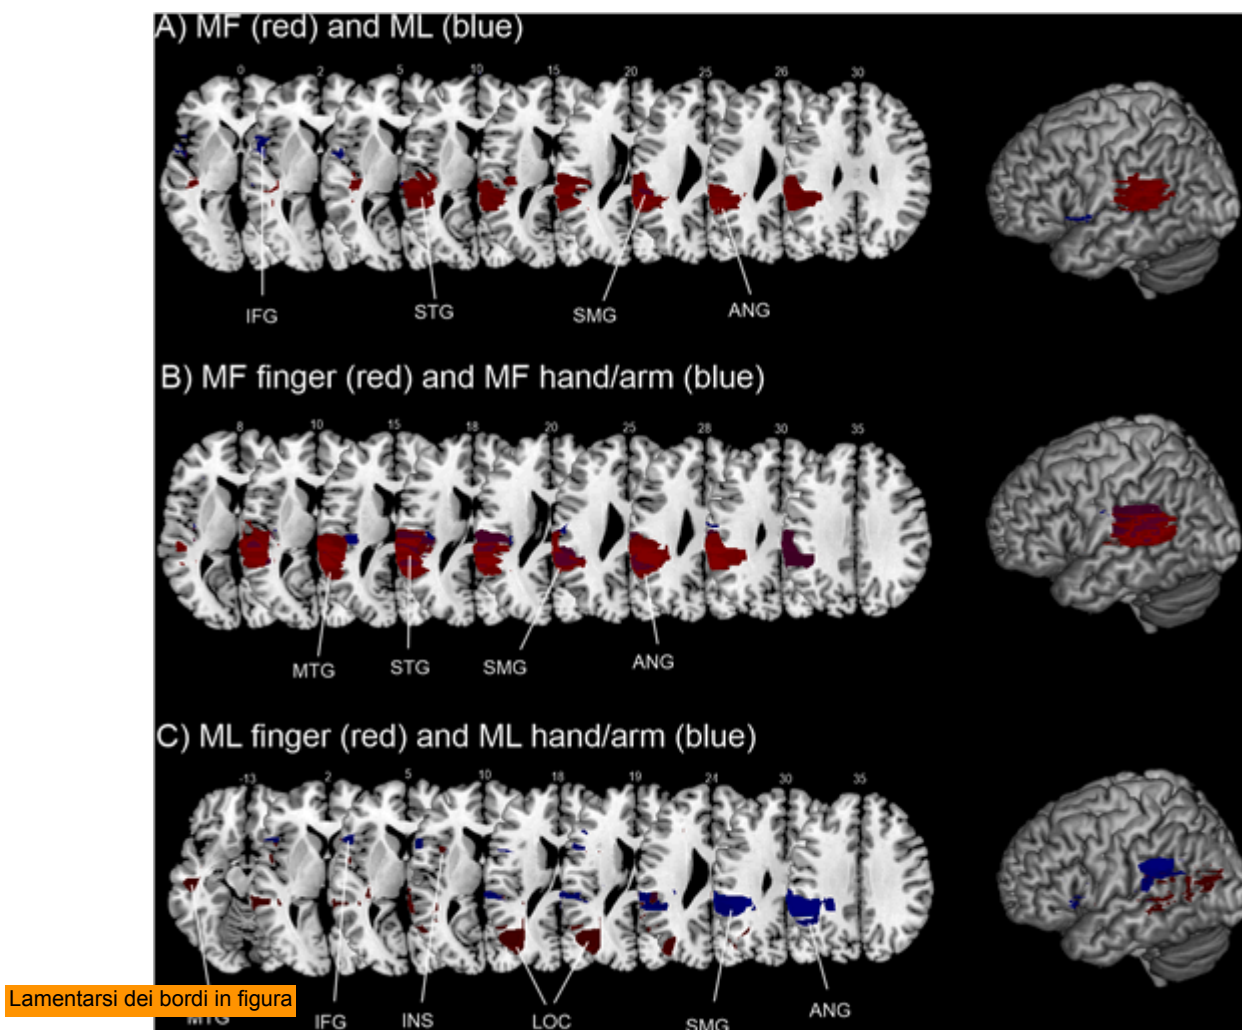 A) MF (red) and ML (blue)
0 2 5 10 15 20 25 26 30
IFG STG SMG ANG
B) MF finger (red) and MF hand/arm (blue)
8 10 15 18 20 25 28 30 35
MTG STG SMG ANG
C) ML finger (red) and ML hand/arm (blue)
-13 2 5 10 18 19 24 30 35
Lamentarsi dei bordi in figura
MTG IFG INS LOC SMG ANG